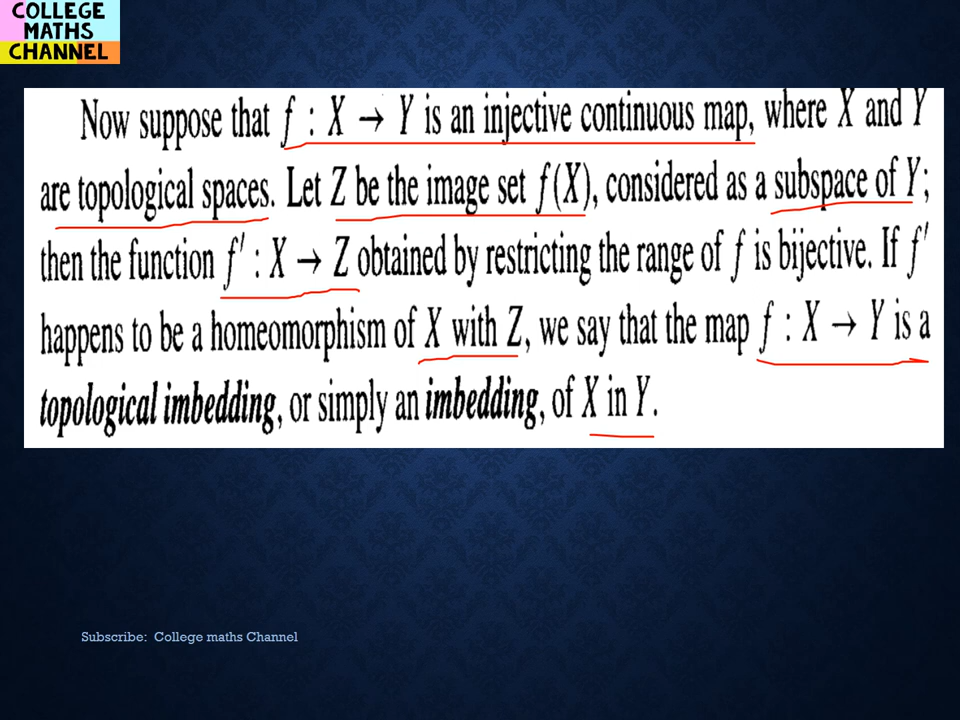 COLLEGE
MATHS
CHANNEL
Now suppose that f : X → Y is an injective continuous map, where X and Y
are topological spaces. Let Z be the image set f(X), considered as a subspace of Y;
then the function f′ : X → Z obtained by restricting the range of f is bijective. If f′
happens to be a homeomorphism of X with Z, we say that the map f : X → Y is a
topological imbedding, or simply an imbedding, of X in Y.
Subscribe: College maths Channel